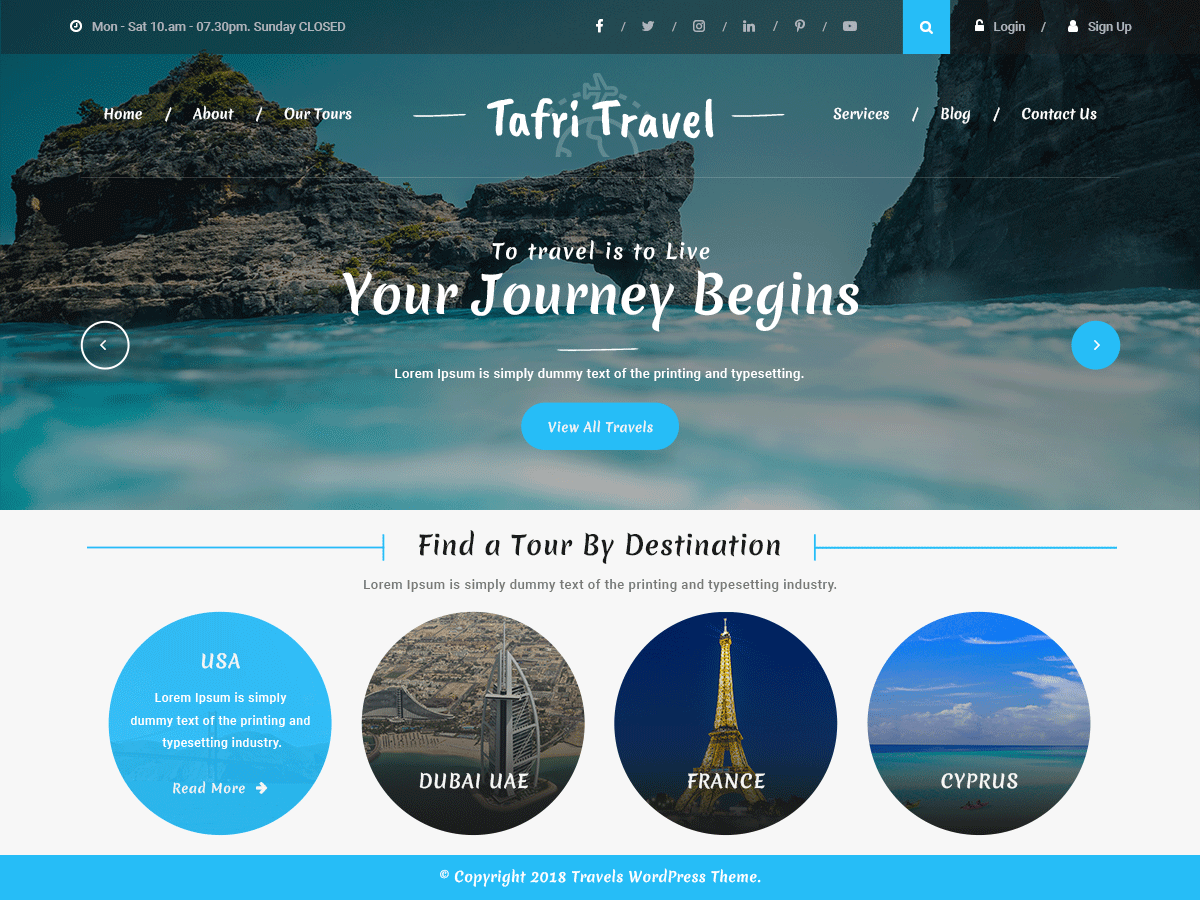 Mon - Sat 10.am - 07.30pm. Sunday CLOSED / / / / / Login / Sign Up
Home / About / Our Tours Tafri Travel Services / Blog / Contact Us
To travel is to Live
Your Journey Begins
Lorem Ipsum is simply dummy text of the printing and typesetting.
View All Travels
Find a Tour By Destination
Lorem Ipsum is simply dummy text of the printing and typesetting industry.
USA
Lorem Ipsum is simply
dummy text of the printing and
typesetting industry.
Read More
DUBAI UAE
FRANCE
CYPRUS
© Copyright 2018 Travels WordPress Theme.